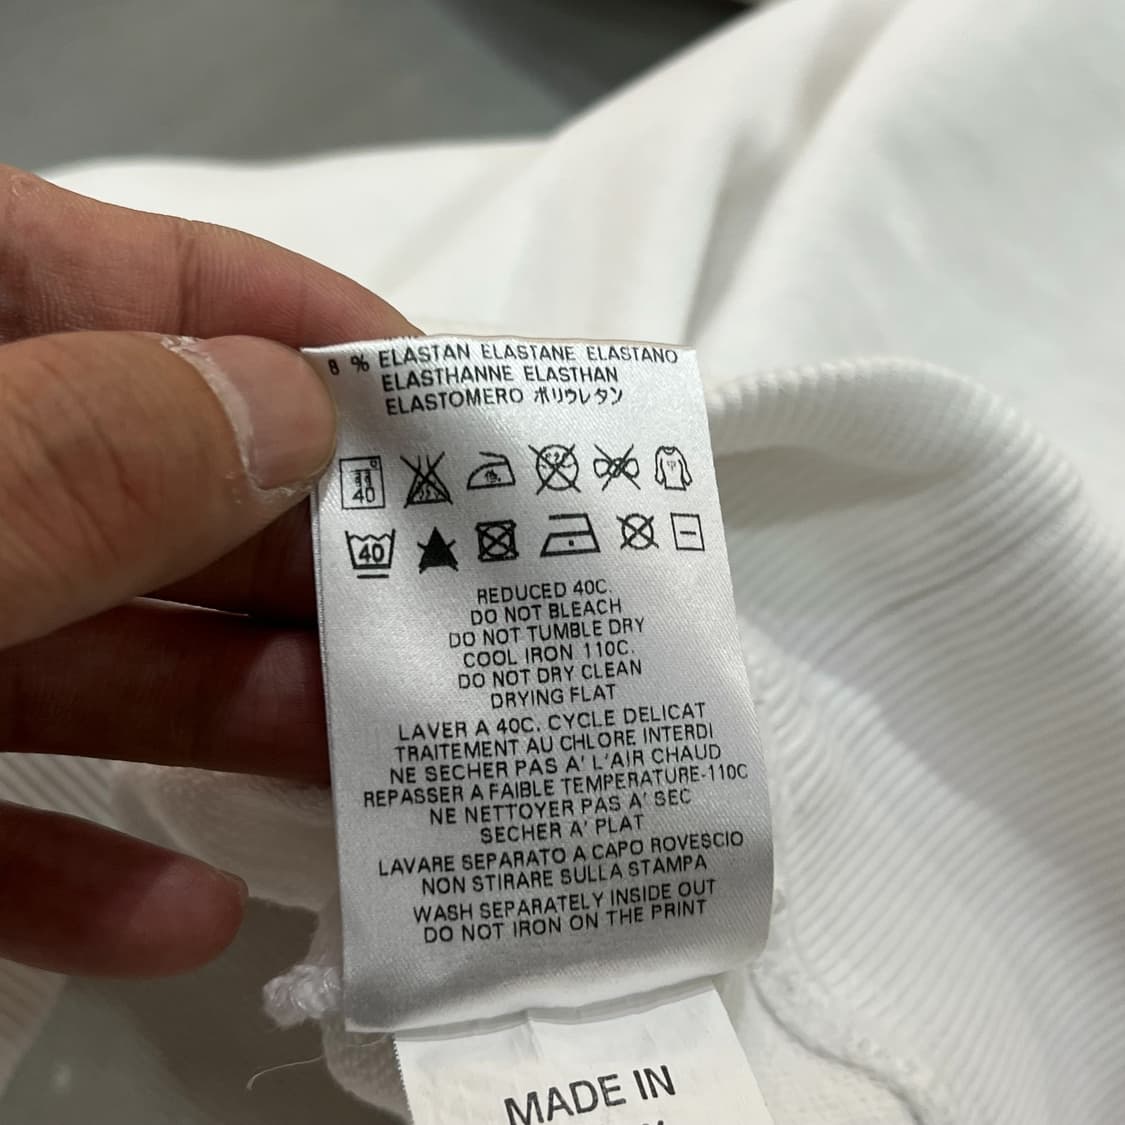 8 % ELASTAN ELASTANE ELASTANO
ELASTHANNE ELASTHAN
ELASTOMERO ポリウレタン
40
40
REDUCED 40C.
DO NOT BLEACH
DO NOT TUMBLE DRY
COOL IRON 110C.
DO NOT DRY CLEAN
DRYING FLAT
LAVER A 40C. CYCLE DELICAT
TRAITEMENT AU CHLORE INTERDI
NE SECHER PAS A' L'AIR CHAUD
REPASSER A FAIBLE TEMPERATURE-110C
NE NETTOYER PAS A' SEC
SECHER A' PLAT
LAVARE SEPARATO A CAPO ROVESCIO
NON STIRARE SULLA STAMPA
WASH SEPARATELY INSIDE OUT
DO NOT IRON ON THE PRINT
MADE IN